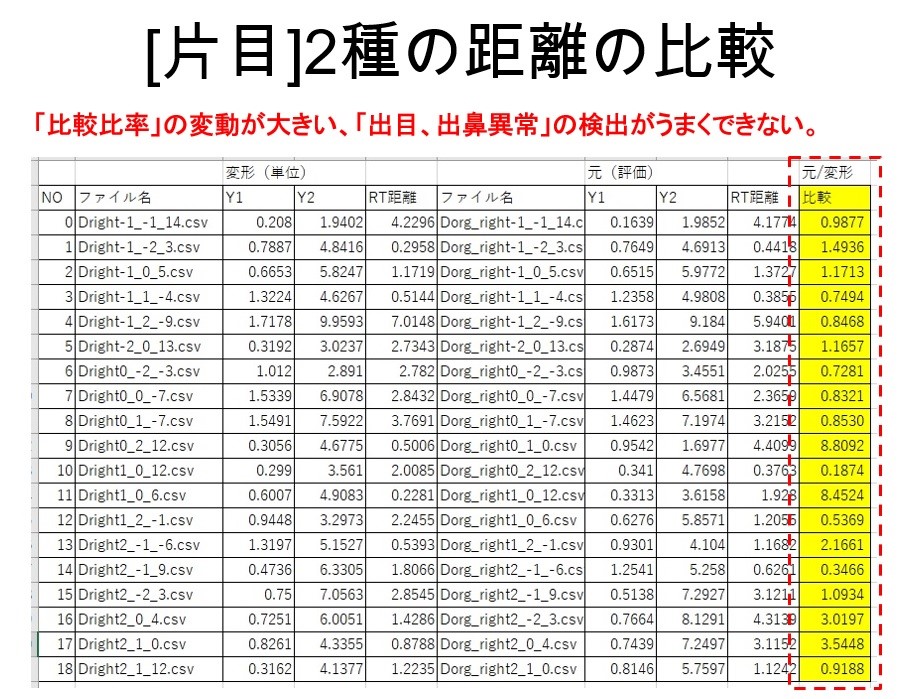 [片目]2種の距離の比較
「比較比率」の変動が大きい、「出目、出鼻異常」の検出がうまくできない。
変形（単位） 元（評価） 元/変形
NO ファイル名 Y1 Y2 RT距離 ファイル名 Y1 Y2 RT距離 比較
0 Dright-1_-1_14.csv 0.208 1.9402 4.2296 Dorg_right-1_-1_14.c 0.1639 1.9852 4.1774 0.9877
1 Dright-1_-2_3.csv 0.7887 4.8416 0.2958 Dorg_right-1_-2_3.cs 0.7649 4.6913 0.4418 1.4936
2 Dright-1_0_5.csv 0.6653 5.8247 1.1719 Dorg_right-1_0_5.csv 0.6515 5.9772 1.3727 1.1713
3 Dright-1_1_-4.csv 1.3224 4.6267 0.5144 Dorg_right-1_1_-4.cs 1.2358 4.9808 0.3855 0.7494
4 Dright-1_2_-9.csv 1.7178 9.9593 7.0148 Dorg_right-1_2_-9.cs 1.6173 9.184 5.9401 0.8468
5 Dright-2_0_13.csv 0.3192 3.0237 2.7343 Dorg_right-2_0_13.cs 0.2874 2.6949 3.1875 1.1657
6 Dright0_-2_-3.csv 1.012 2.891 2.782 Dorg_right0_-2_-3.cs 0.9873 3.4551 2.0255 0.7281
7 Dright0_0_-7.csv 1.5339 6.9078 2.8432 Dorg_right0_0_-7.csv 1.4479 6.5681 2.3659 0.8321
8 Dright0_1_-7.csv 1.5491 7.5922 3.7691 Dorg_right0_1_-7.csv 1.4623 7.1974 3.2152 0.8530
9 Dright0_2_12.csv 0.3056 4.6775 0.5006 Dorg_right0_1_0.csv 0.9542 1.6977 4.4099 8.8092
10 Dright1_0_12.csv 0.299 3.561 2.0085 Dorg_right0_2_12.csv 0.341 4.7698 0.3763 0.1874
11 Dright1_0_6.csv 0.6007 4.9083 0.2281 Dorg_right1_0_12.csv 0.3313 3.6158 1.928 8.4524
12 Dright1_2_-1.csv 0.9448 3.2973 2.2455 Dorg_right1_0_6.csv 0.6276 5.8571 1.2056 0.5369
13 Dright2_-1_-6.csv 1.3197 5.1527 0.5393 Dorg_right1_2_-1.csv 0.9301 4.104 1.1682 2.1661
14 Dright2_-1_9.csv 0.4736 6.3305 1.8066 Dorg_right2_-1_-6.cs 1.2541 5.258 0.6261 0.3466
15 Dright2_-2_3.csv 0.75 7.0563 2.8545 Dorg_right2_-1_9.csv 0.5138 7.2927 3.1211 1.0934
16 Dright2_0_4.csv 0.7251 6.0051 1.4286 Dorg_right2_-2_3.csv 0.7664 8.1291 4.3139 3.0197
17 Dright2_1_0.csv 0.8261 4.3355 0.8788 Dorg_right2_0_4.csv 0.7439 7.2497 3.1152 3.5448
18 Dright2_1_12.csv 0.3162 4.1377 1.2235 Dorg_right2_1_0.csv 0.8146 5.7597 1.1242 0.9188